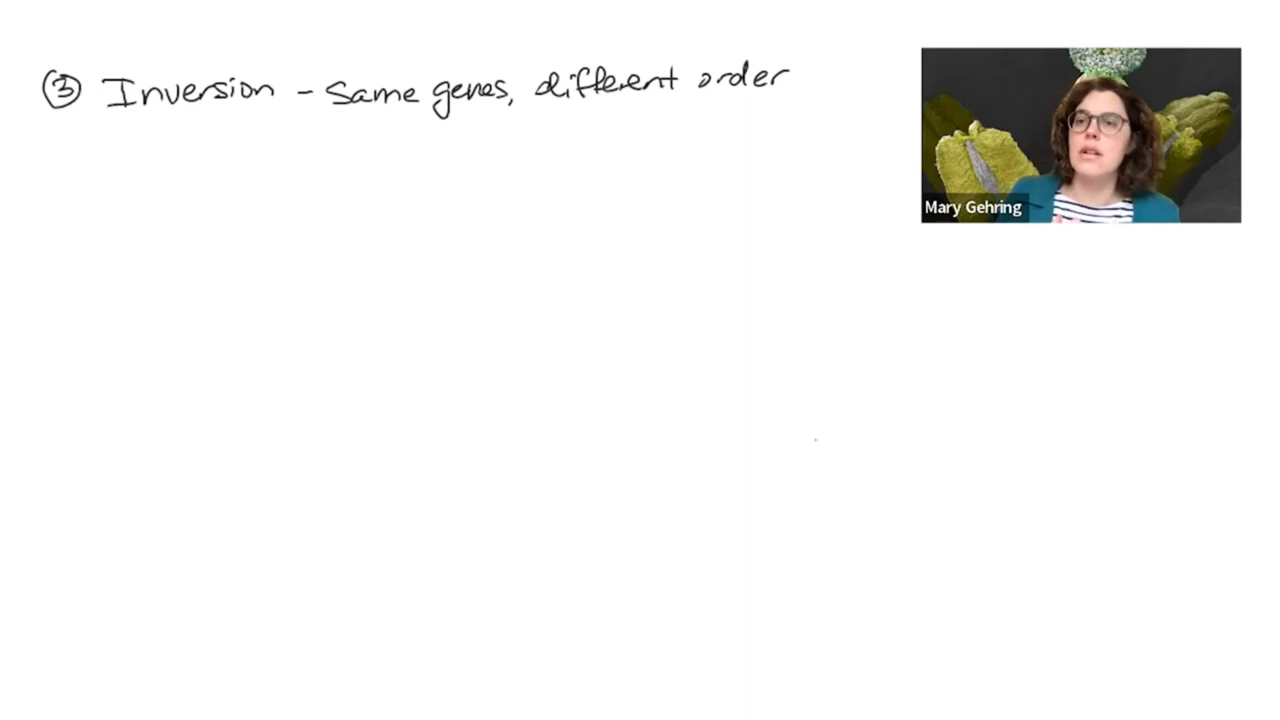 ③ Inversion - Same genes, different order
Mary Gehring